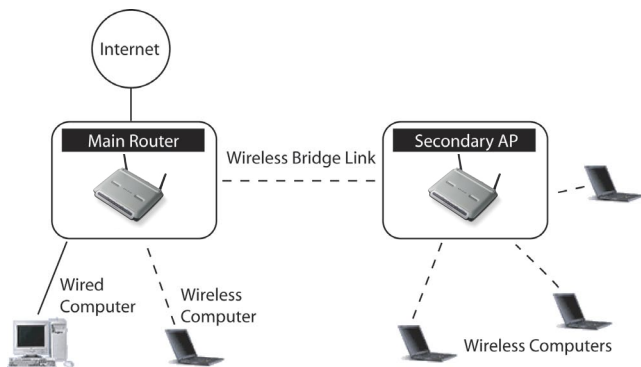 Internet
Main Router
Secondary AP
Wireless Bridge Link
Wired
Computer
Wireless
Computer
Wireless Computers